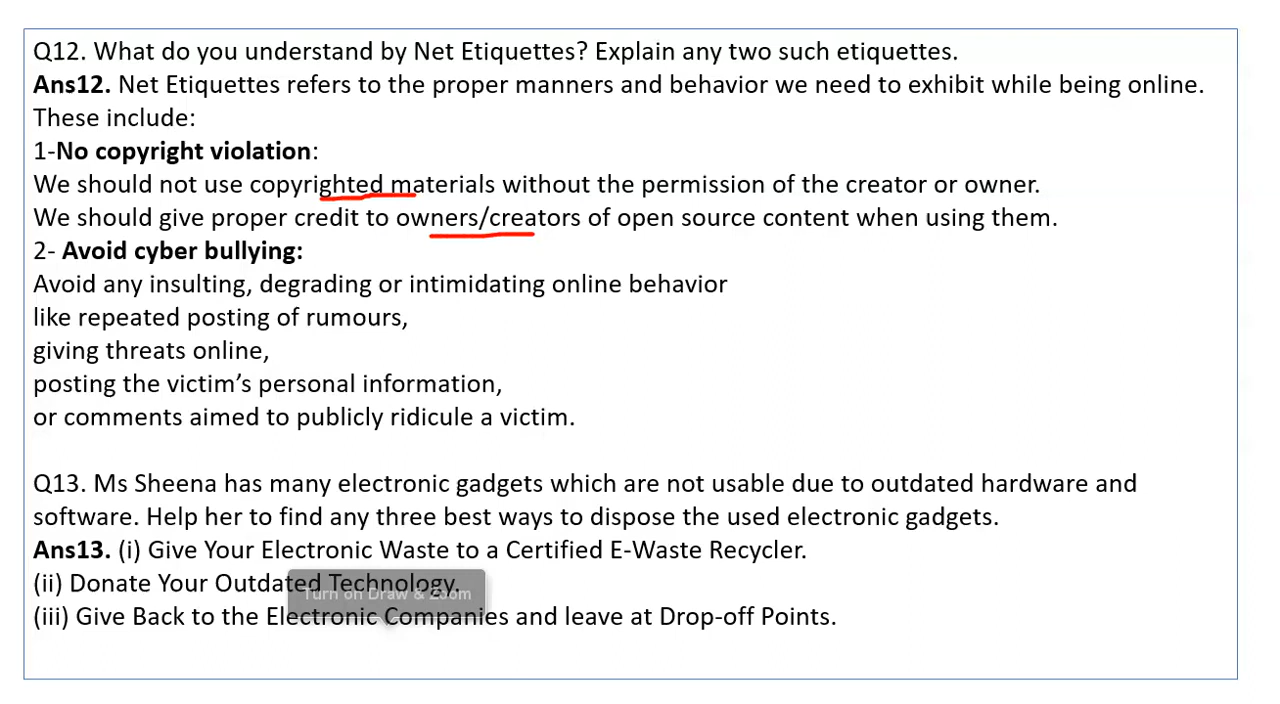 Q12. What do you understand by Net Etiquettes? Explain any two such etiquettes.
Ans12. Net Etiquettes refers to the proper manners and behavior we need to exhibit while being online.
These include:
1-No copyright violation:
We should not use copyrighted materials without the permission of the creator or owner.
We should give proper credit to owners/creators of open source content when using them.
2- Avoid cyber bullying:
Avoid any insulting, degrading or intimidating online behavior
like repeated posting of rumours,
giving threats online,
posting the victim’s personal information,
or comments aimed to publicly ridicule a victim.
Q13. Ms Sheena has many electronic gadgets which are not usable due to outdated hardware and
software. Help her to find any three best ways to dispose the used electronic gadgets.
Ans13. (i) Give Your Electronic Waste to a Certified E-Waste Recycler.
(ii) Donate Your Outdated Technology.
Turn on Draw & Zoom
(iii) Give Back to the Electronic Companies and leave at Drop-off Points.